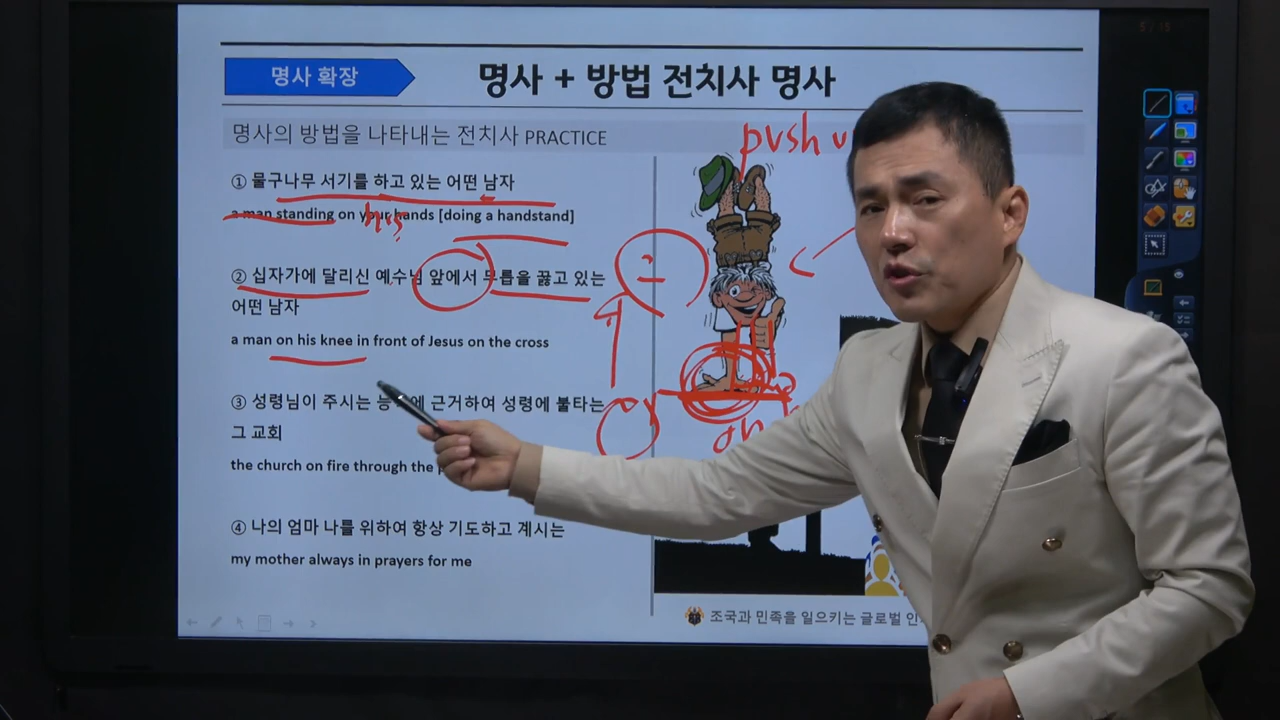 명사 확장
명사 + 방법 전치사 명사
명사의 방법을 나타내는 전치사 PRACTICE
push u
① 물구나무 서기를 하고 있는 어떤 남자
a man standing on your hands [doing a handstand]
his
② 십자가에 달리신 예수님 앞에서 무릎을 꿇고 있는
어떤 남자
a man on his knee in front of Jesus on the cross
③ 성령님이 주시는 에 근거하여 성령에 불타는
그 교회
on
the church on fire through the
④ 나의 엄마 나를 위하여 항상 기도하고 계시는
my mother always in prayers for me
조국과 민족을 일으키는 글로벌